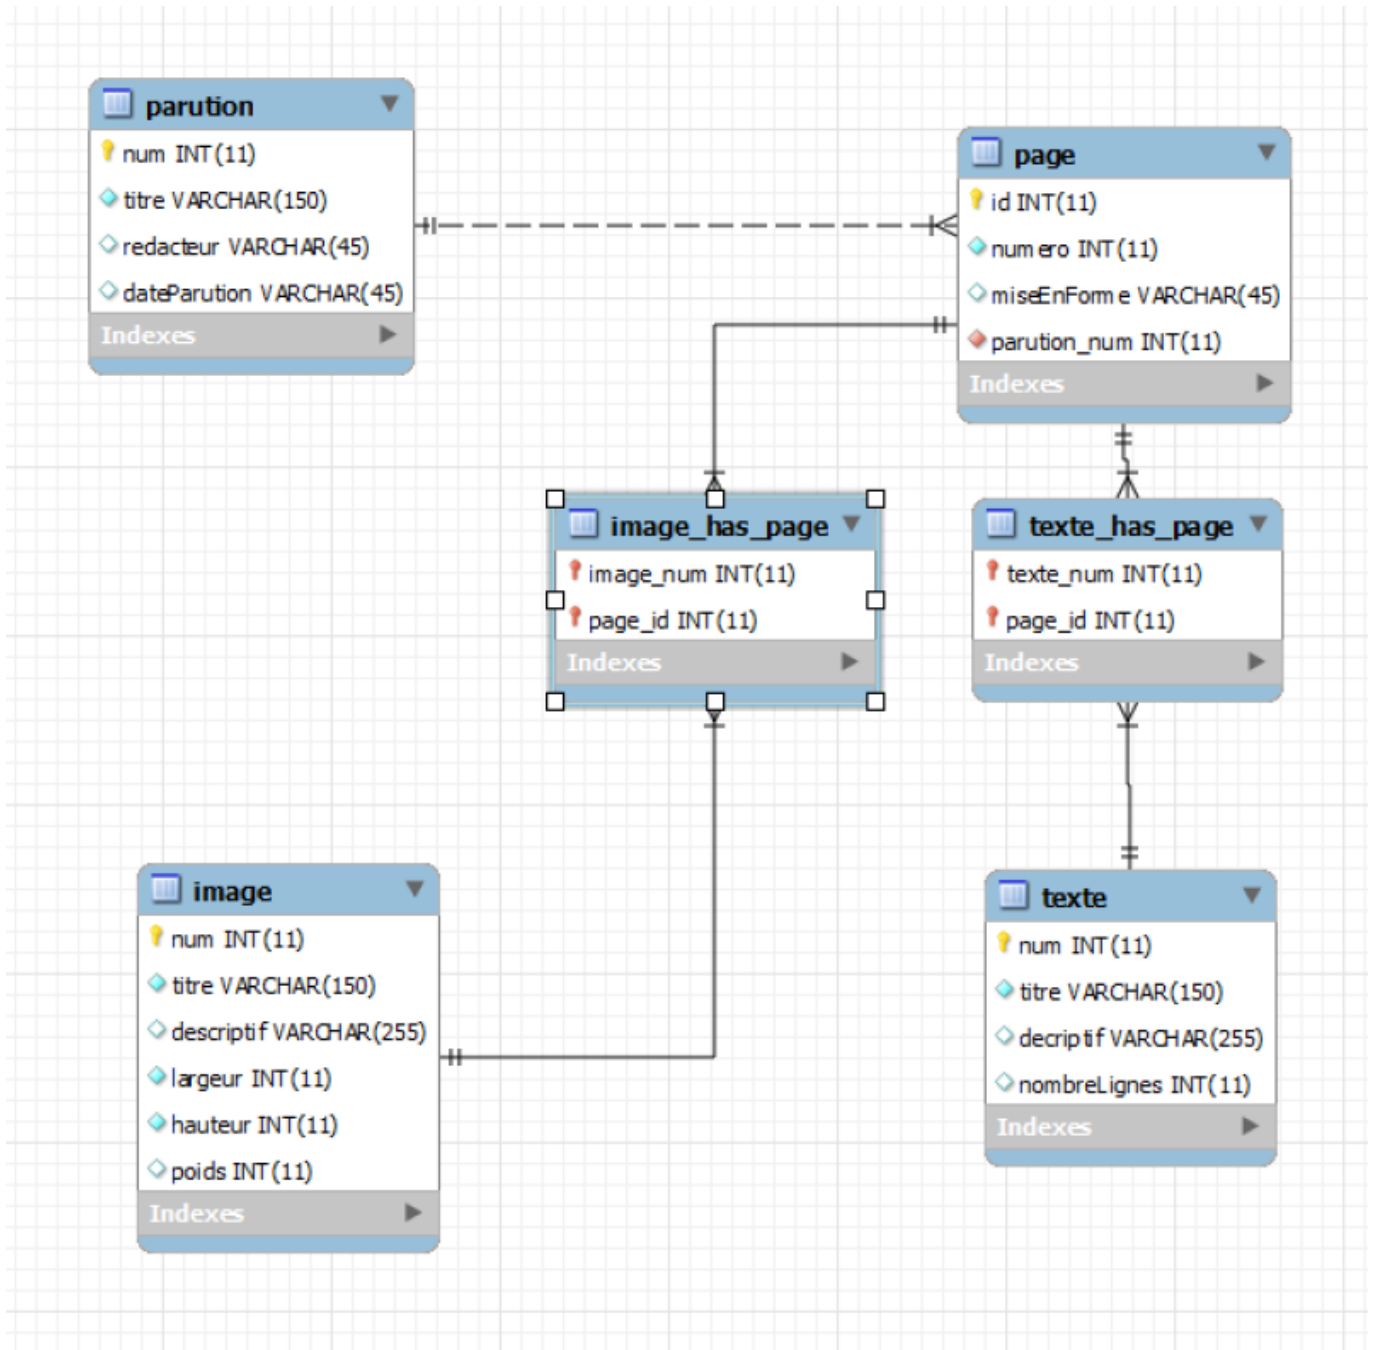 parution
num INT(11)
titre VARCHAR(150)
redacteur VARCHAR(45)
dateParution VARCHAR(45)
Indexes
page
id INT(11)
numero INT(11)
miseEnForme VARCHAR(45)
parution_num INT(11)
Indexes
image_has_page
image_num INT(11)
page_id INT(11)
Indexes
texte_has_page
texte_num INT(11)
page_id INT(11)
Indexes
image
num INT(11)
titre VARCHAR(150)
descriptif VARCHAR(255)
largeur INT(11)
hauteur INT(11)
poids INT(11)
Indexes
texte
num INT(11)
titre VARCHAR(150)
decriptif VARCHAR(255)
nombreLignes INT(11)
Indexes